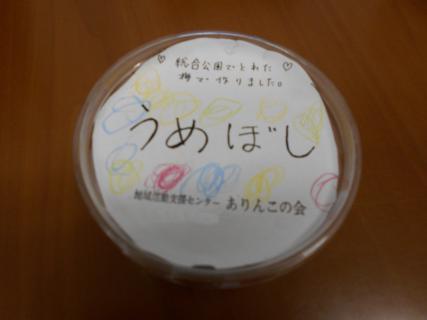 ♡ 総合公園でとれた ♡
梅で作りました。
うめぼし
地域活動支援センター ありんこの会